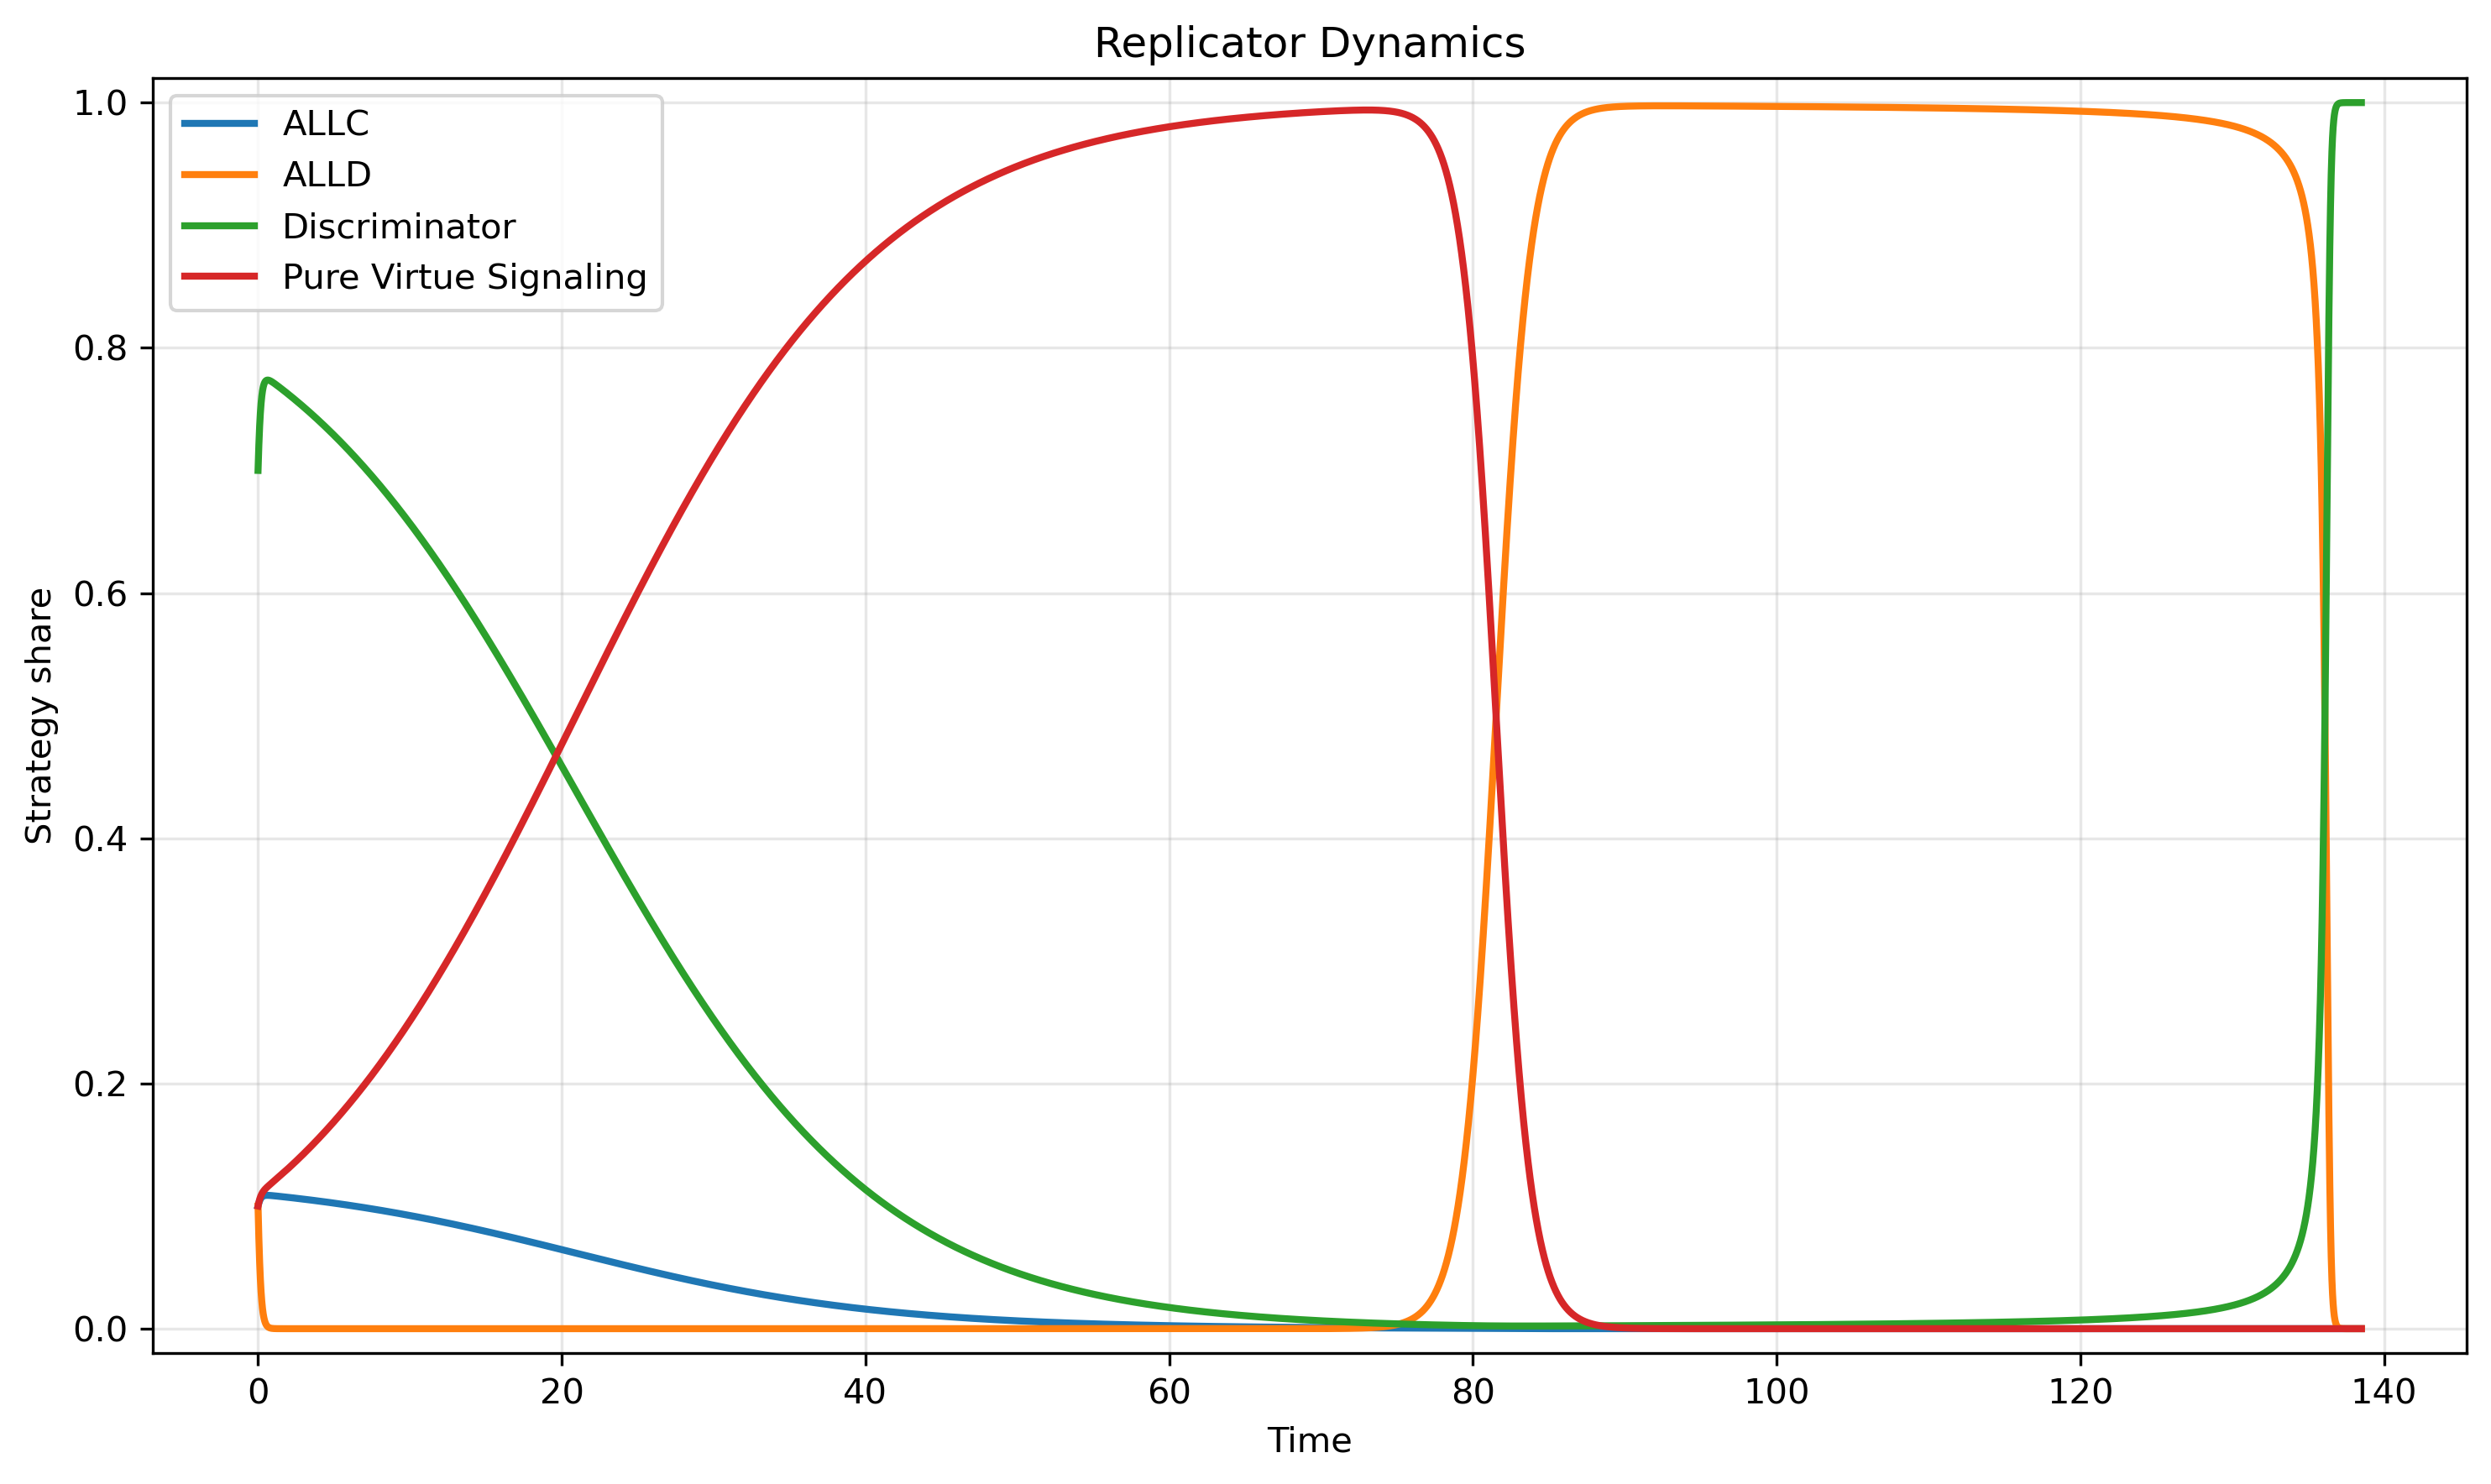 Replicator Dynamics
ALLC
ALLD
Discriminator
Pure Virtue Signaling
1.0
0.8
0.6
0.4
0.2
0.0
Strategy share
0 20 40 60 80 100 120 140
Time